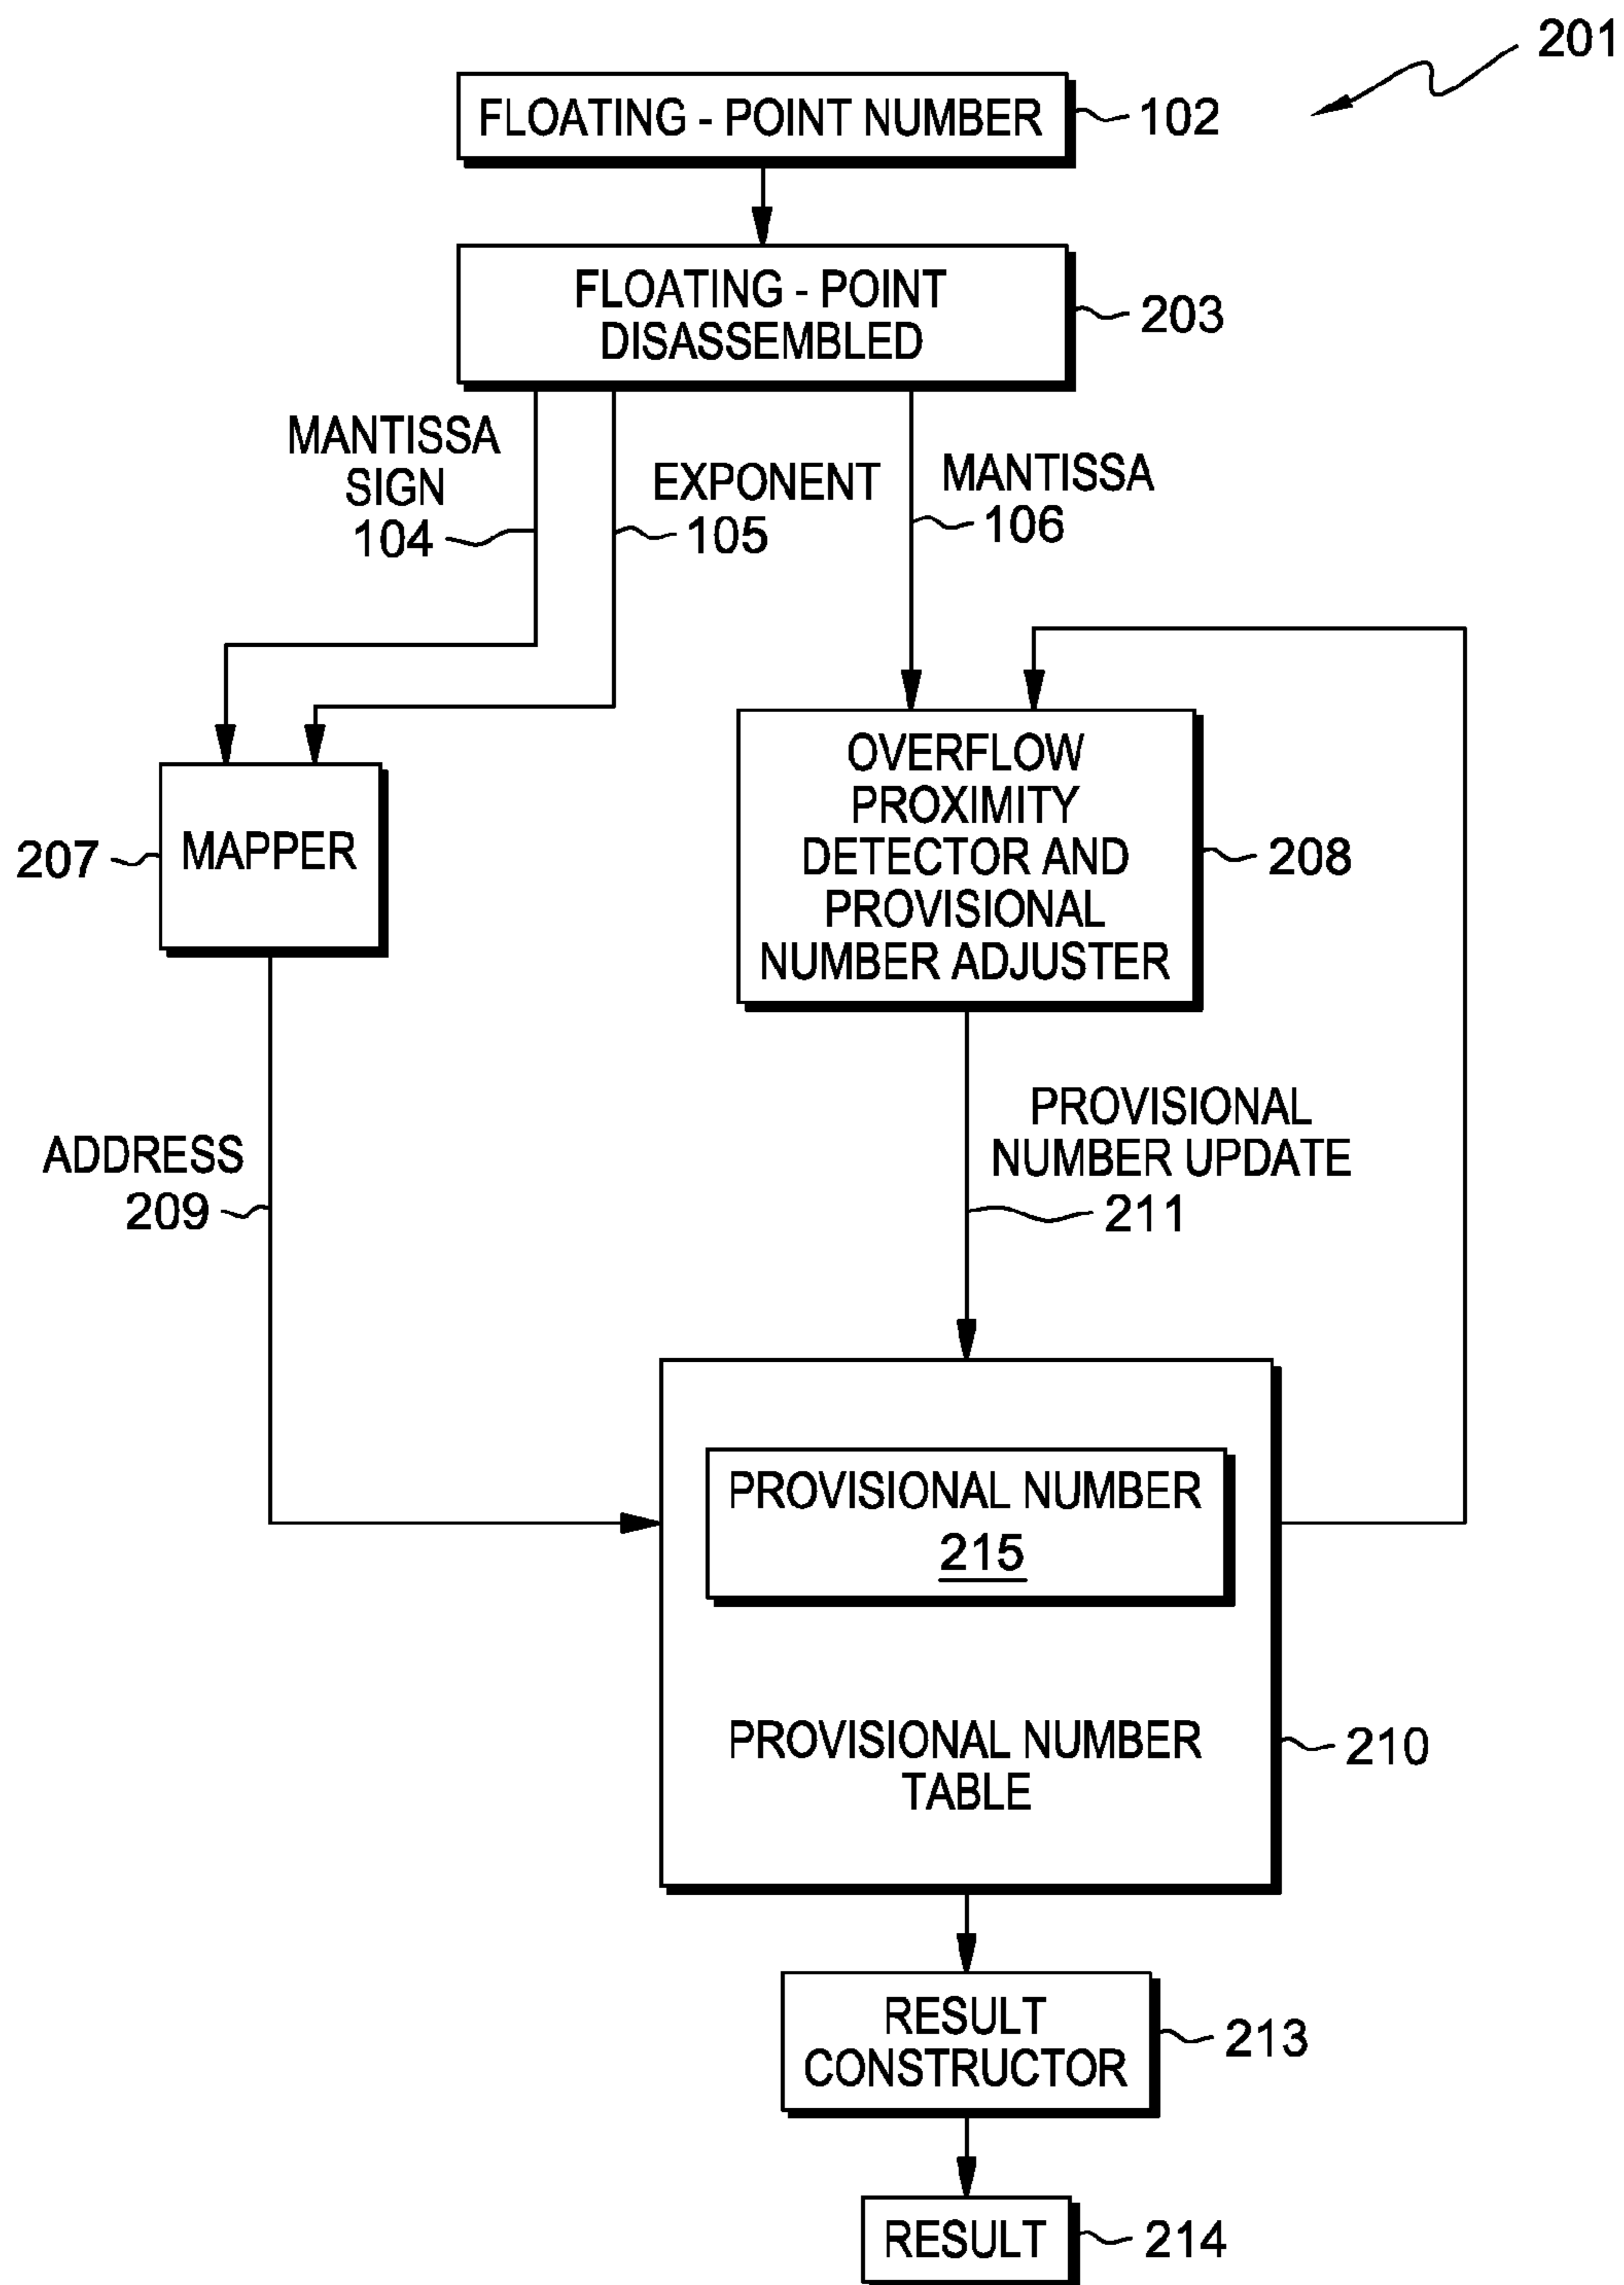 201
FLOATING - POINT NUMBER
102
FLOATING - POINT
DISASSEMBLED
203
MANTISSA
SIGN
104
EXPONENT
105
MANTISSA
106
MAPPER
207
OVERFLOW
PROXIMITY
DETECTOR AND
PROVISIONAL
NUMBER ADJUSTER
208
ADDRESS
209
PROVISIONAL
NUMBER UPDATE
211
PROVISIONAL NUMBER
215
PROVISIONAL NUMBER
TABLE
210
RESULT
CONSTRUCTOR
213
RESULT
214